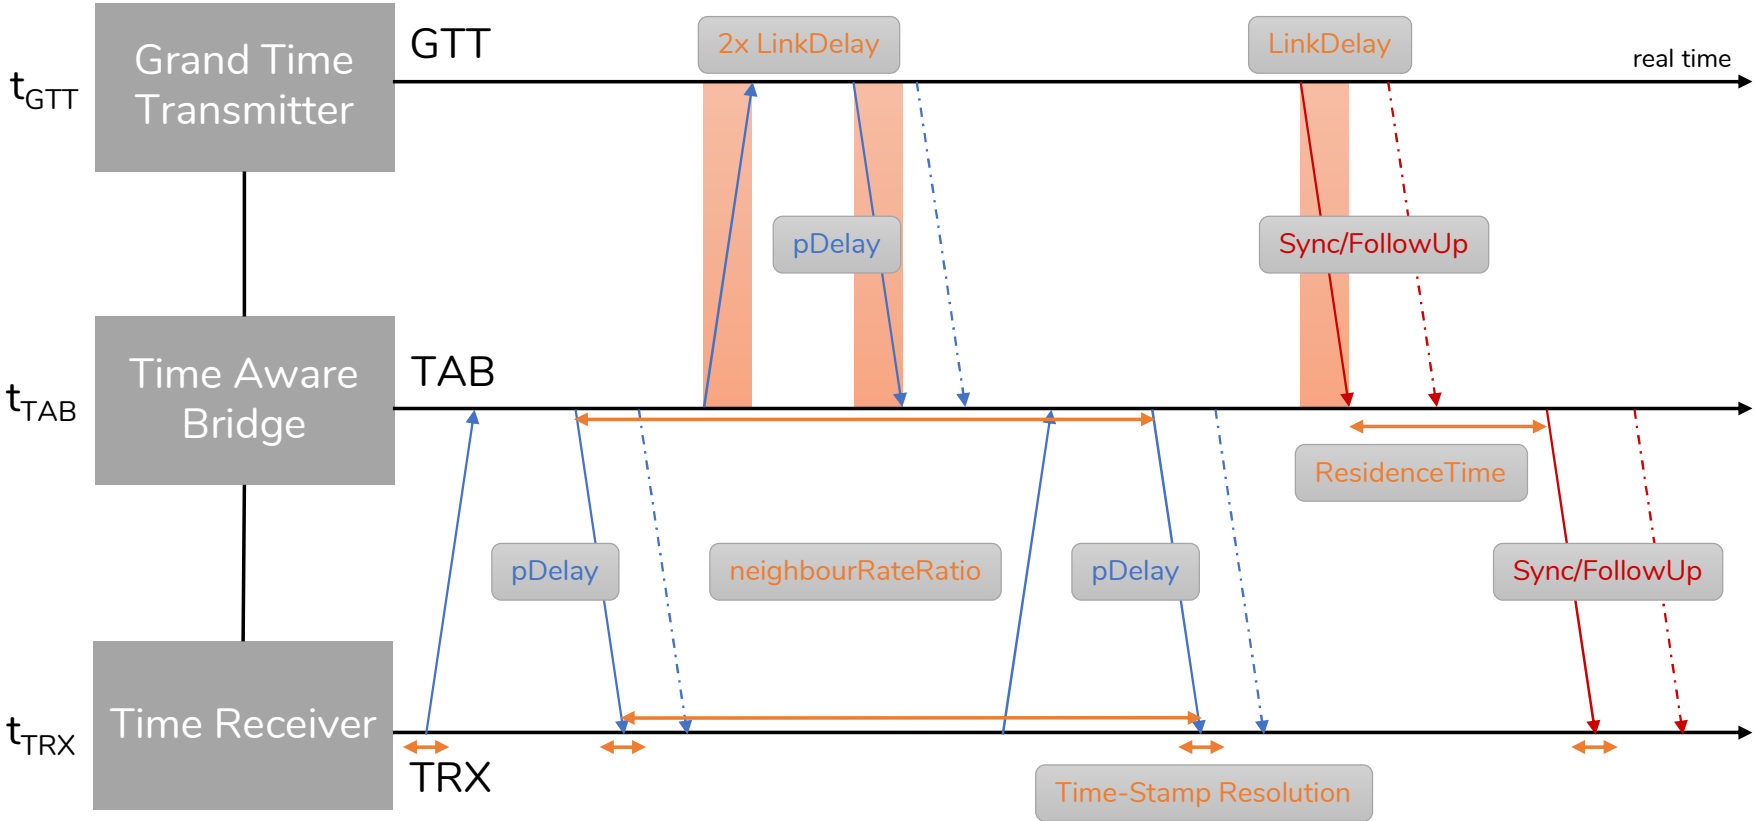 GTT
2x LinkDelay
LinkDelay
real time
Grand Time
Transmitter
tGTT
pDelay
Sync/FollowUp
TAB
Time Aware
Bridge
tTAB
ResidenceTime
pDelay
neighbourRateRatio
pDelay
Sync/FollowUp
Time Receiver
tTRX
TRX
Time-Stamp Resolution